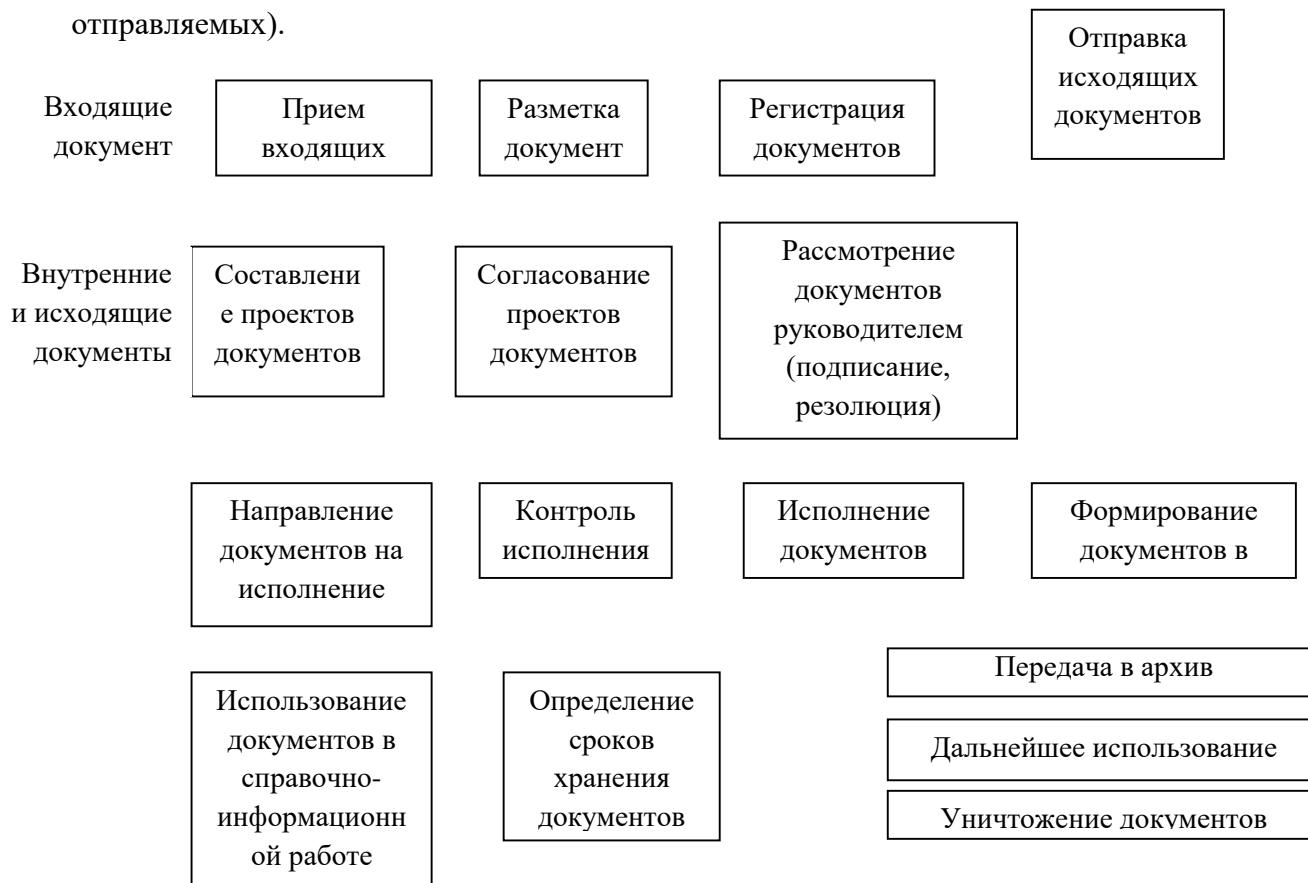 отправляемых).
Отправка
исходящих
документов
Входящие
документ
Прием
входящих
Разметка
документ
Регистрация
документов
Внутренние
и исходящие
документы
Составлени
е проектов
документов
Согласование
проектов
документов
Рассмотрение
документов
руководителем
(подписание,
резолюция)
Направление
документов на
исполнение
Контроль
исполнения
Исполнение
документов
Формирование
документов в
Использование
документов в
справочно-
информационн
ой работе
Определение
сроков
хранения
документов
Передача в архив
Дальнейшее использование
Уничтожение документов